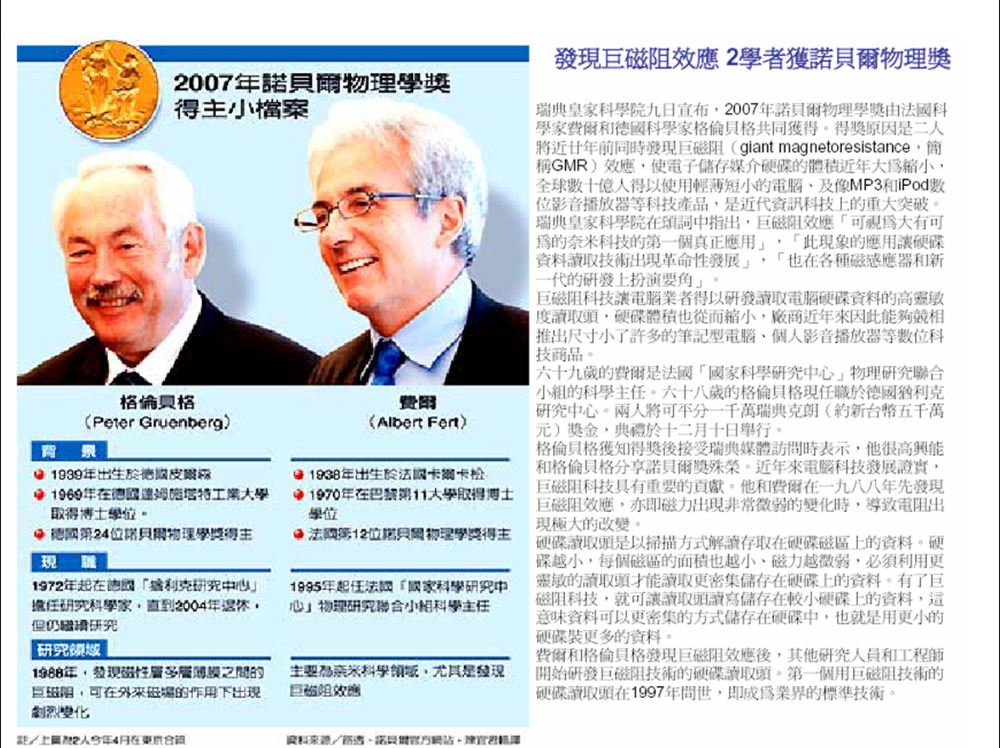 2007年諾貝爾物理學獎
得主小檔案
格倫貝格
(Peter Gruenberg)
費爾
(Albert Fert)
背 景
1939年出生於德國皮爾森
1969年在德國達姆施塔特工業大學
取得博士學位。
德國第24位諾貝爾物理學獎得主
1938年出生於法國卡爾卡松
1970年在巴黎第11大學取得博士
學位
法國第12位諾貝爾物理學獎得主
現 職
1972年起在德國「猶利克研究中心」
擔任研究科學家，直到2004年退休，
但仍繼續研究
1995年起任法國「國家科學研究中
心」物理研究聯合小組科學主任
研究領域
1988年，發現磁性層多層薄膜之間的
巨磁阻，可在外來磁場的作用下出現
劇烈變化
主要為奈米科學領域，尤其是發現
巨磁阻效應
註／上圖為2人今年4月在東京合照
資料來源／路透、諾貝爾官方網站。陳宜君輯譯
發現巨磁阻效應 2學者獲諾貝爾物理獎
瑞典皇家科學院九日宣布，2007年諾貝爾物理學獎由法國科
學家費爾和德國科學家格倫貝格共同獲得。得獎原因是二人
將近廿年前同時發現巨磁阻（giant magnetoresistance，簡
稱GMR）效應，使電子儲存媒介硬碟的體積近年大爲縮小，
全球數十億人得以使用輕薄短小的電腦、及像MP3和iPod數
位影音播放器等科技產品，是近代資訊科技上的重大突破。
瑞典皇家科學院在頌詞中指出，巨磁阻效應「可視爲大有可
爲的奈米科技的第一個真正應用」，「此現象的應用讓硬碟
資料讀取技術出現革命性發展」，「也在各種磁感應器和新
一代的研發上扮演要角」。
巨磁阻科技讓電腦業者得以研發讀取電腦硬碟資料的高靈敏
度讀取頭，硬碟體積也從而縮小，廠商近年來因此能夠競相
推出尺寸小了許多的筆記型電腦、個人影音播放器等數位科
技商品。
六十九歲的費爾是法國「國家科學研究中心」物理研究聯合
小組的科學主任。六十八歲的格倫貝格現任職於德國猶利克
研究中心。兩人將可平分一千萬瑞典克朗（約新台幣五千萬
元）獎金，典禮於十二月十日舉行。
格倫貝格獲知得獎後接受瑞典媒體訪問時表示，他很高興能
和格倫貝格分享諾貝爾獎殊榮。近年來電腦科技發展證實，
巨磁阻科技具有重要的貢獻。他和費爾在一九八八年先發現
巨磁阻效應，亦即磁力出現非常微弱的變化時，導致電阻出
現極大的改變。
硬碟讀取頭是以掃描方式解讀存取在硬碟磁區上的資料。硬
碟越小，每個磁區的面積也越小、磁力越微弱，必須利用更
靈敏的讀取頭才能讀取更密集儲存在硬碟上的資料。有了巨
磁阻科技，就可讓讀取頭讀寫儲存在較小硬碟上的資料，這
意味資料可以更密集的方式儲存在硬碟中，也就是用更小的
硬碟裝更多的資料。
費爾和格倫貝格發現巨磁阻效應後，其他研究人員和工程師
開始研發巨磁阻技術的硬碟讀取頭。第一個用巨磁阻技術的
硬碟讀取頭在1997年問世，即成爲業界的標準技術。